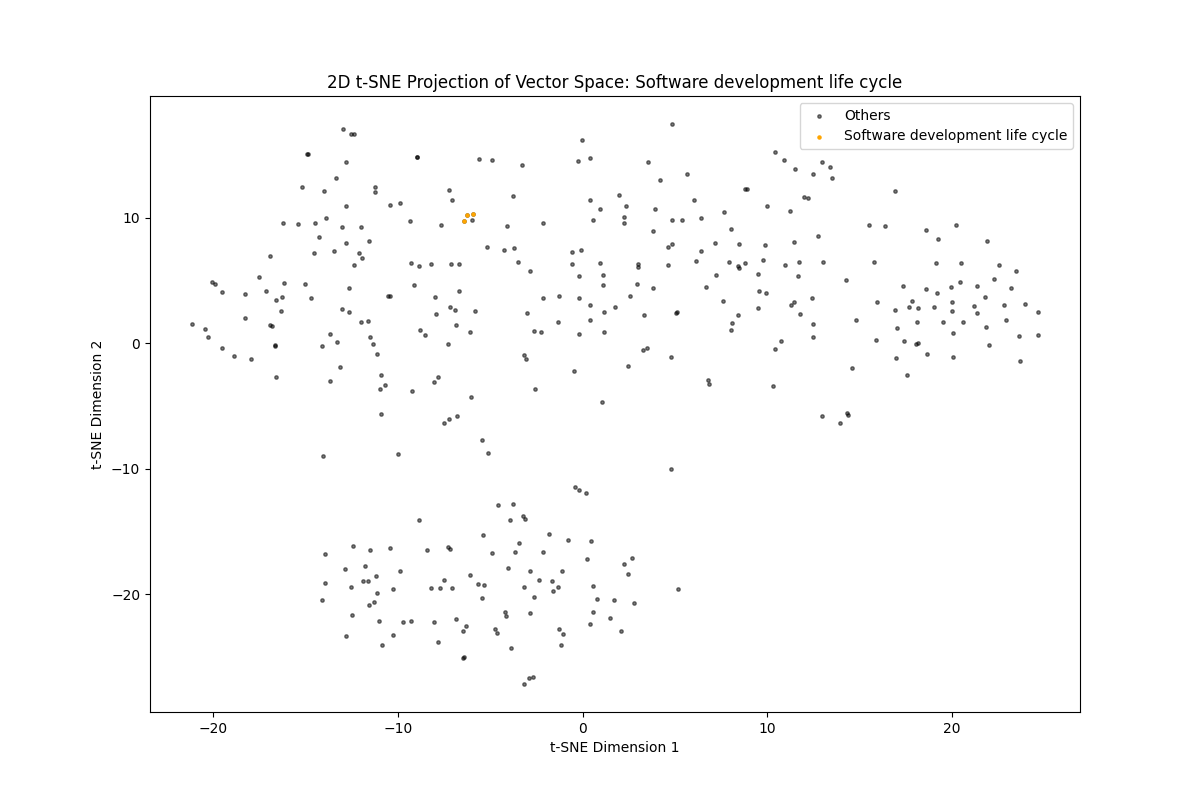 2D t-SNE Projection of Vector Space: Software development life cycle
Others
Software development life cycle
10
0
−10
−20
t-SNE Dimension 2
−20
−10
0
10
20
t-SNE Dimension 1